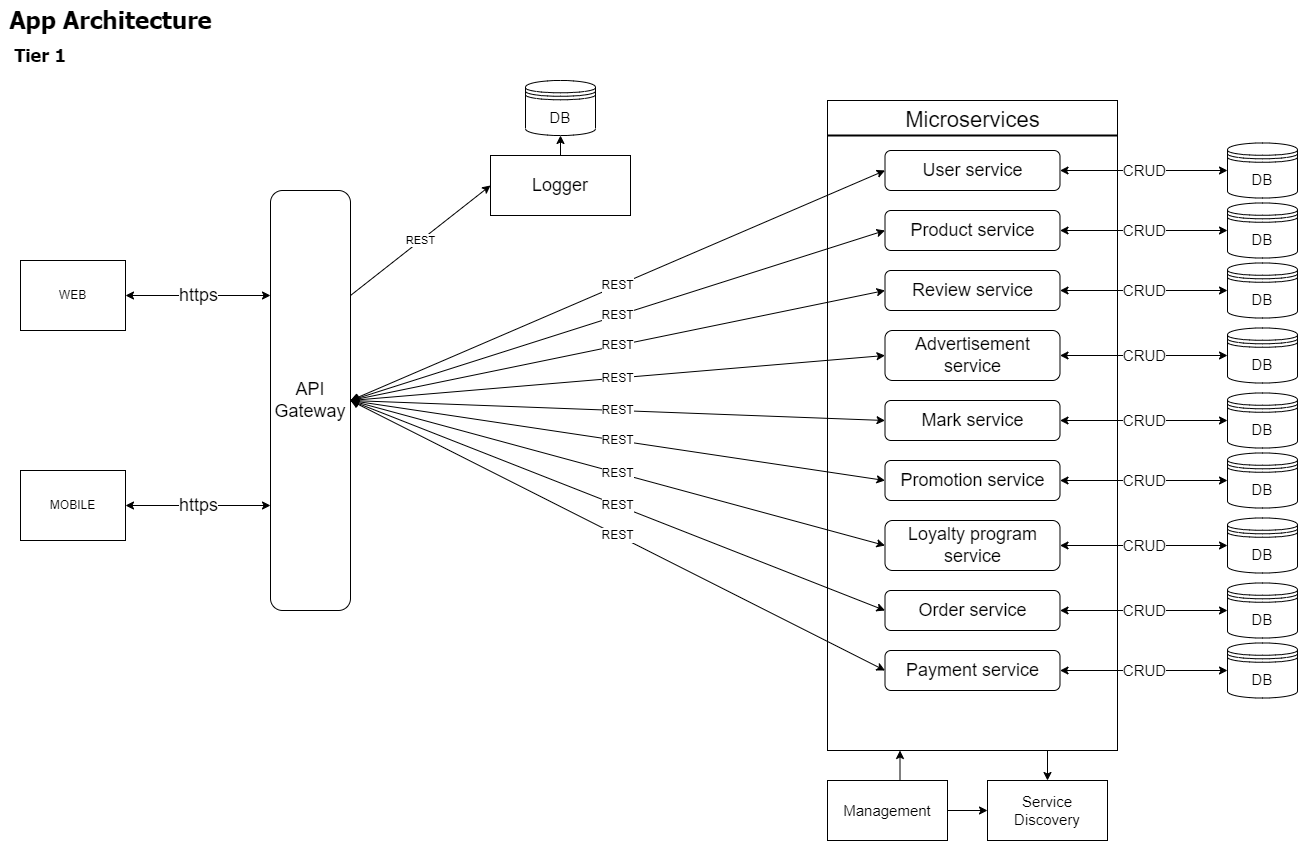 App Architecture
Tier 1
DB
Logger
REST
WEB
https
API
Gateway
MOBILE
https
REST
REST
REST
REST
REST
REST
REST
REST
REST
Microservices
User service
CRUD
DB
Product service
CRUD
DB
Review service
CRUD
DB
Advertisement
service
CRUD
DB
Mark service
CRUD
DB
Promotion service
CRUD
DB
Loyalty program
service
CRUD
DB
Order service
CRUD
DB
Payment service
CRUD
DB
Management
Service
Discovery